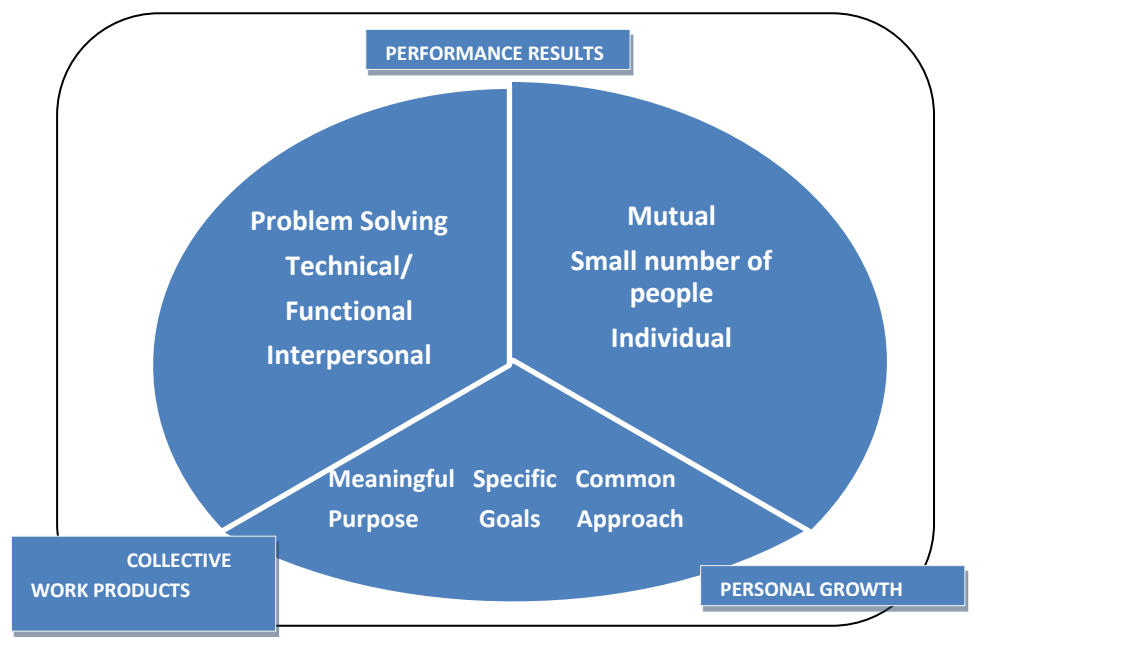 PERFORMANCE RESULTS
Problem Solving
Technical/
Functional
Interpersonal
Mutual
Small number of
people
Individual
Meaningful Specific Common
Purpose Goals Approach
COLLECTIVE
WORK PRODUCTS
PERSONAL GROWTH